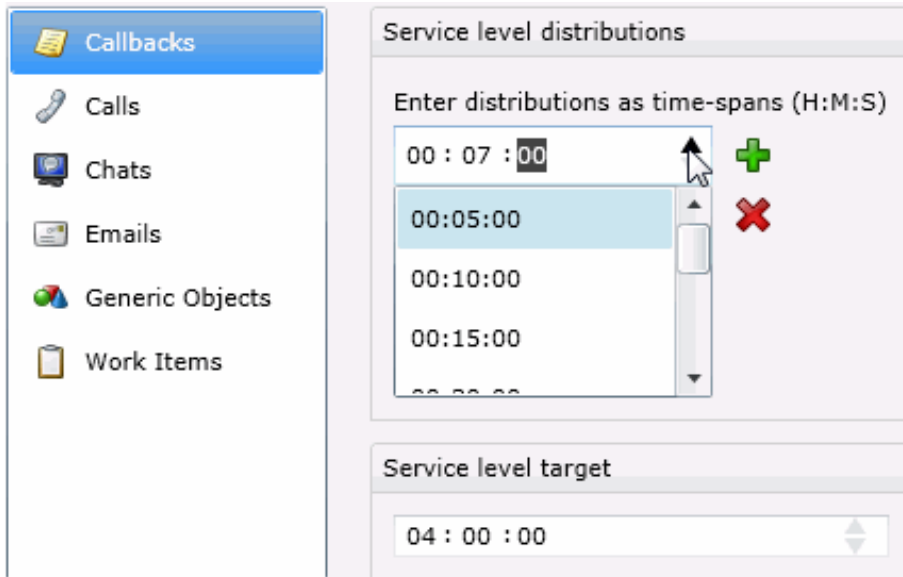 Callbacks
Calls
Chats
Emails
Generic Objects
Work Items
Service level distributions
Enter distributions as time-spans (H:M:S)
00 : 07 : 00
00:05:00
00:10:00
00:15:00
Service level target
04 : 00 : 00